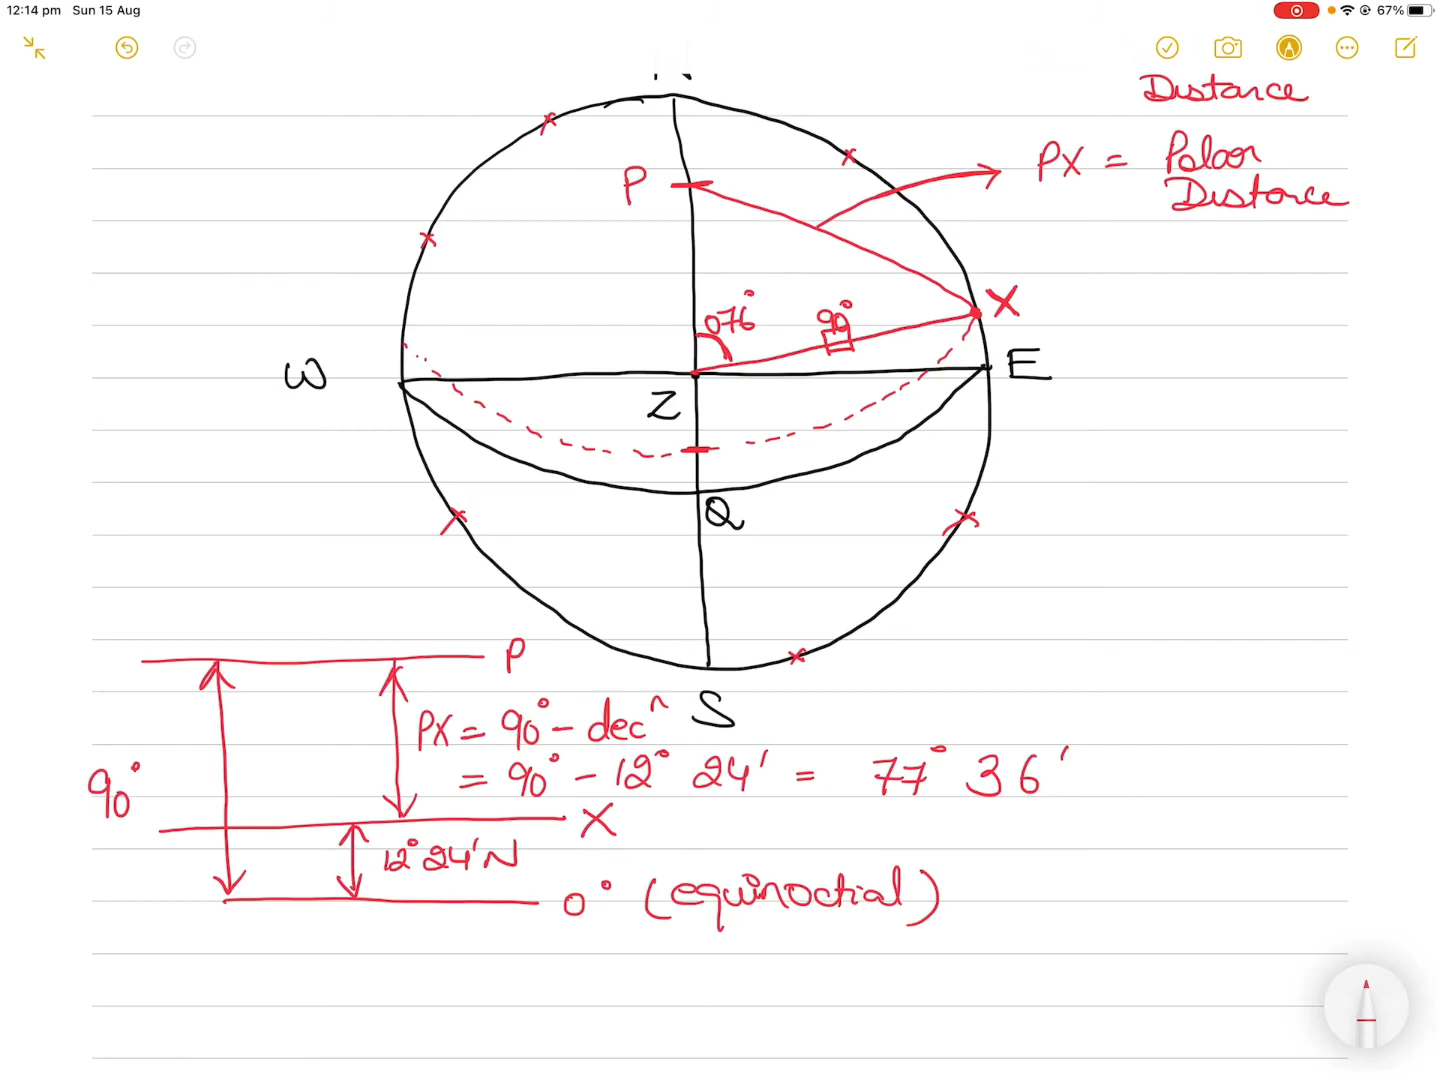 12:14 pm Sun 15 Aug
67%
N
Distance
PX = Polar
Distance
P
X
076°
90°
W
E
Z
Q
S
P
PX = 90° - decⁿ
= 90° - 12° 24' = 77° 36'
90°
X
12° 24' N
0° (equinoctial)